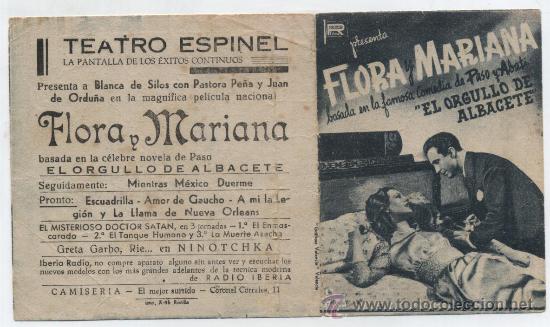 TEATRO ESPINEL
LA PANTALLA DE LOS ÉXITOS CONTINUOS
Presenta a Blanca de Silos con Pastora Peña y Juan
de Orduña en la magnífica película nacional
Flora y Mariana
basada en la célebre novela de Paso
EL ORGULLO DE ALBACETE
Seguidamente: Mientras México Duerme
Pronto: Escuadrilla - Amor de Gaucho - A mi la Le-
gión y La Llama de Nueva Orleans
EL MISTERIOSO DOCTOR SATAN, en 3 jornadas - 1.ª El Enmas-
carado - 2.ª El Tanque Humano y 3.ª La Muerte Acecha
Greta Garbo, Rie... en NINOTCHKA
Iberia Radio, no compre aparato alguno sin antes ver y escuchar los
nuevos modelos con los más grandes adelantes de la tecnica moderna
de RADIO IBERIA
CAMISERIA - El mejor surtido - Coronel Corrales, 11
presenta
FLORA y MARIANA
basada en la famosa Comedia de Paso y Abati
"EL ORGULLO DE
ALBACETE"
todocoleccion